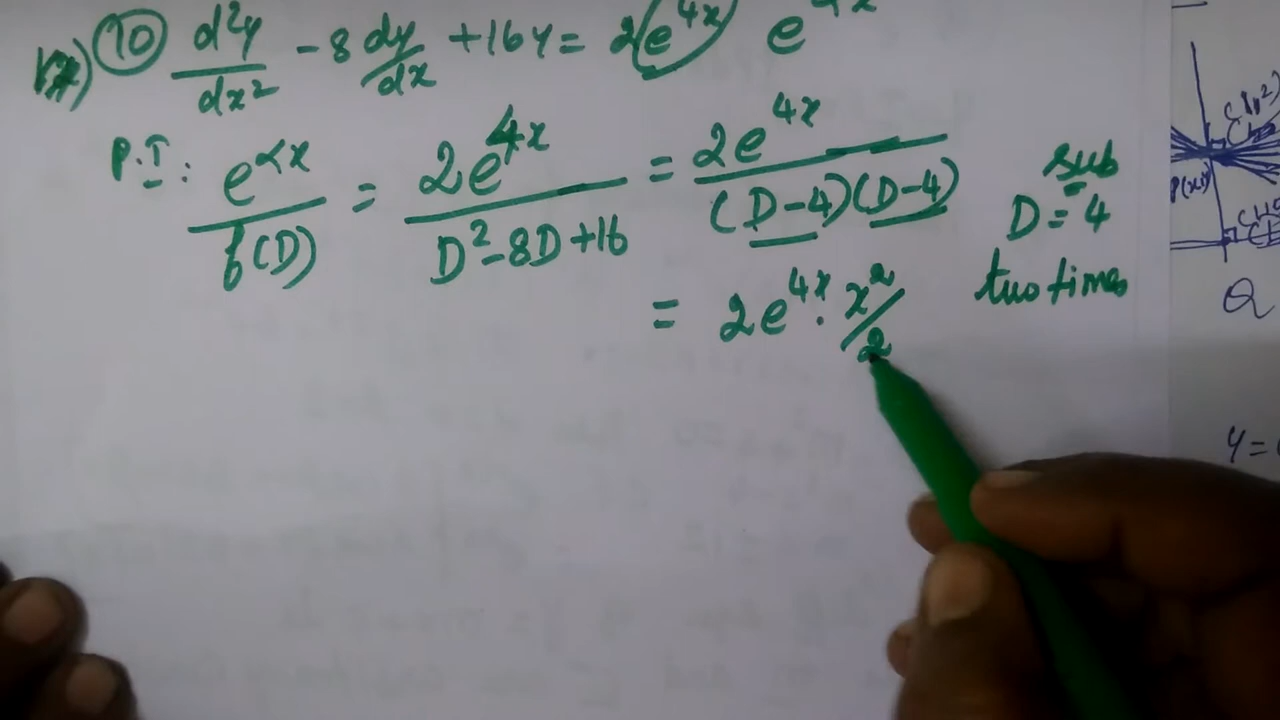 10 d²y/dx² - 8 dy/dx + 16y = 2e^4x e^αx
P.I: e^αx/f(D) = 2e^4x/D²-8D+16 = 2e^4x/(D-4)(D-4) sub
D=4
= 2e^4x . x²/2 two times
P(x,y)
Q
y=